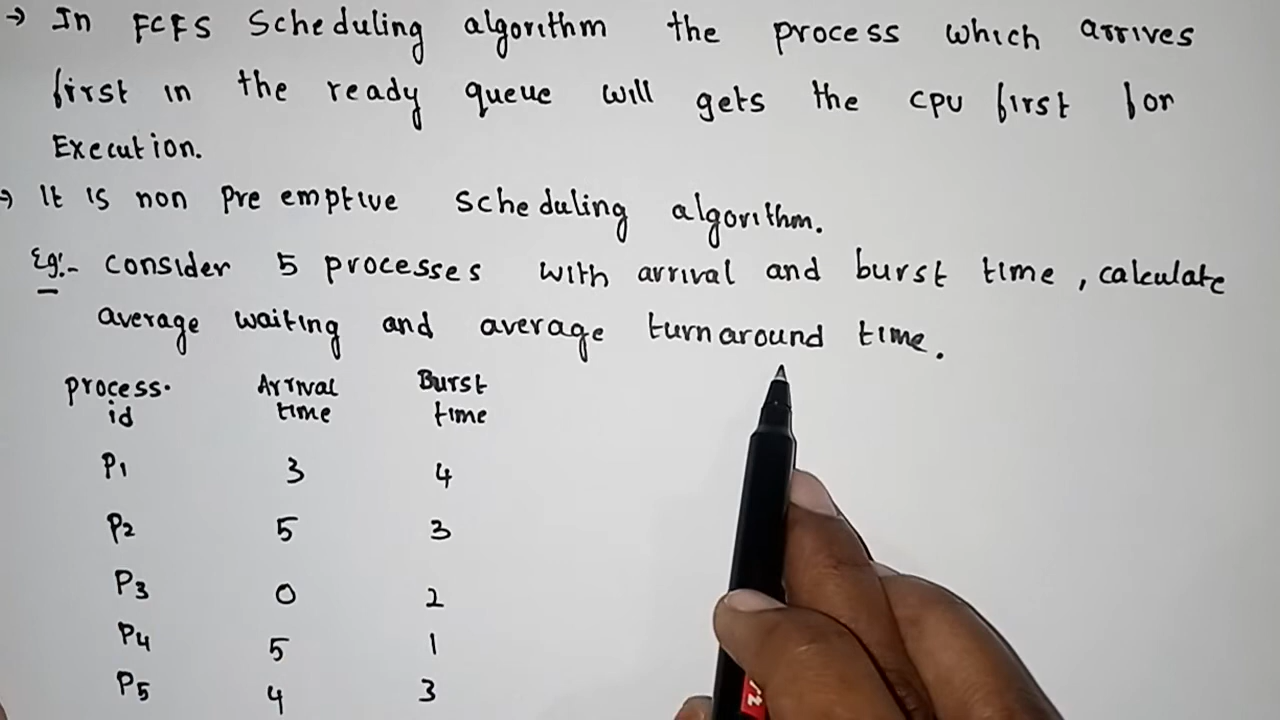 → In FCFS Scheduling algorithm the process which arrives
first in the ready queue will gets the CPU first for
Execution.
→ It is non Pre emptive scheduling algorithm.
Eg:- consider 5 processes with arrival and burst time, calculate
average waiting and average turnaround time.
process. Arrival Burst
id time time
P1 3 4
P2 5 3
P3 0 2
P4 5 1
P5 4 3